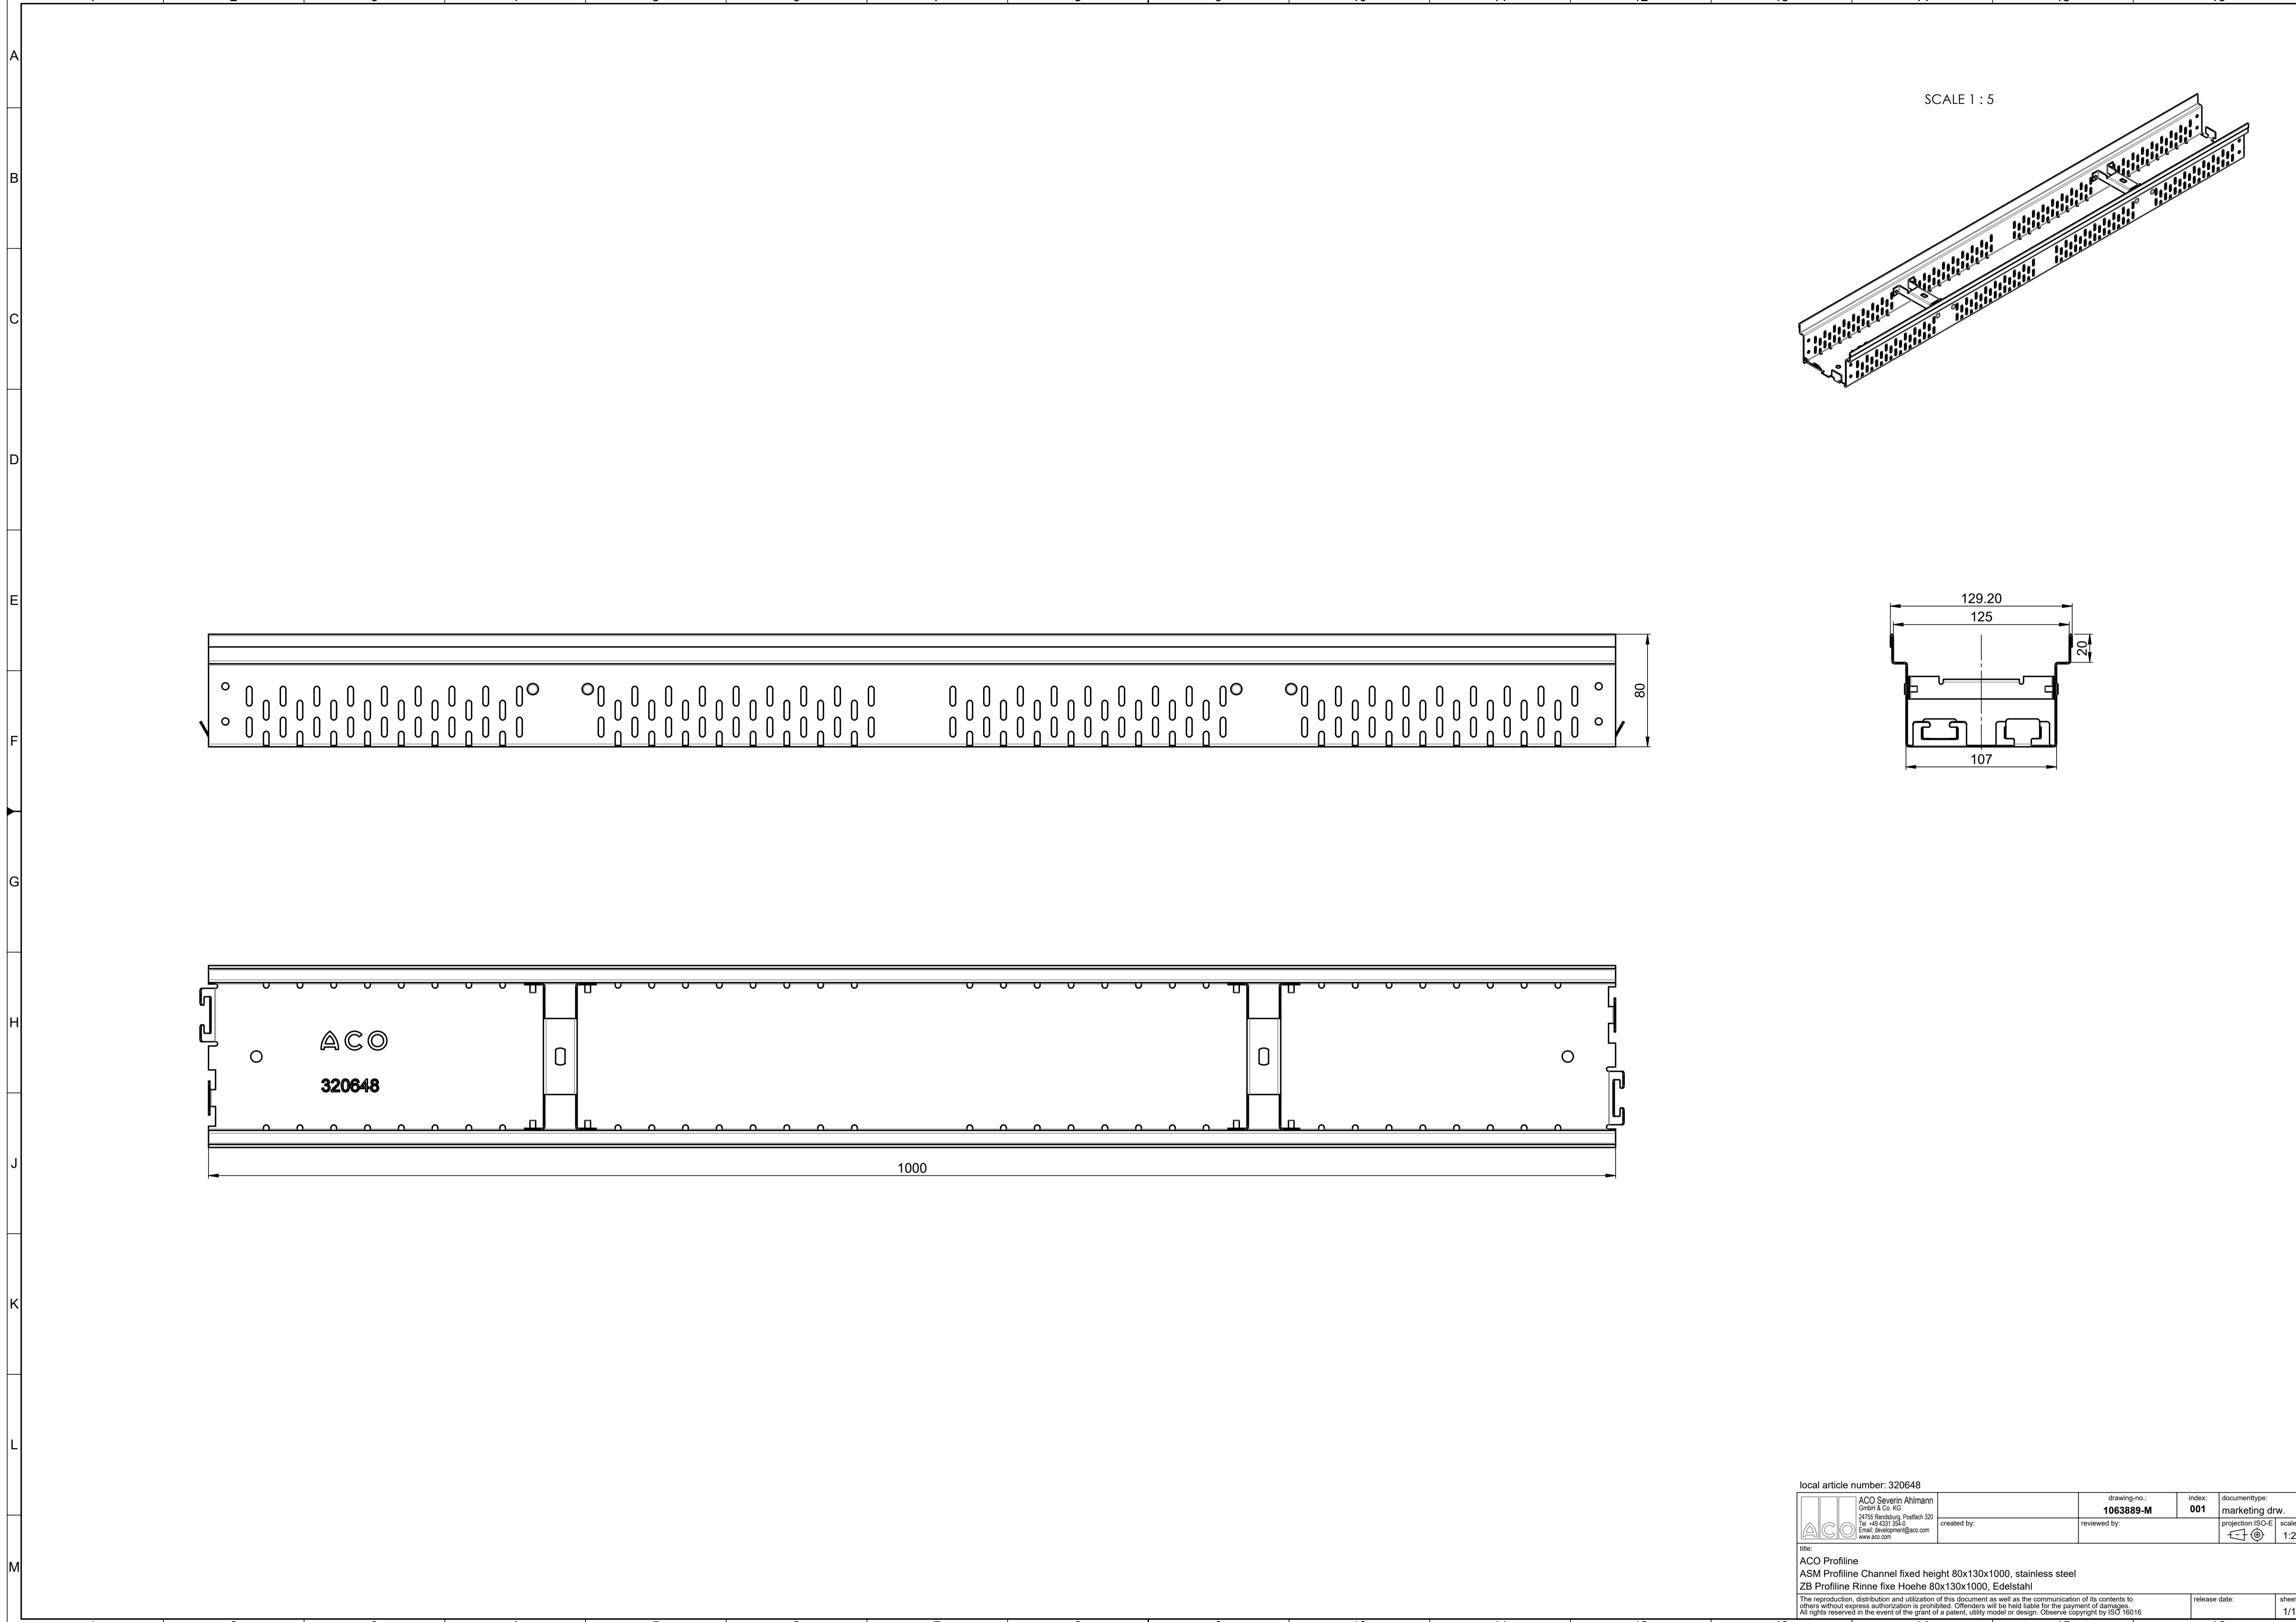 A
B
C
D
E
F
G
H
J
K
L
M
SCALE 1 : 5
129.20
125
20
107
80
ACO
320648
1000
local article number: 320648
ACO
ACO Severin Ahlmann
GmbH & Co. KG
24755 Rendsburg, Postfach 320
Tel. +49 4331 354-0
Email: development@aco.com
www.aco.com
drawing-no.:
1063889-M
index:
001
documenttype:
marketing drw.
created by:
reviewed by:
projection:ISO-E
scale
1:2
title:
ACO Profiline
ASM Profiline Channel fixed height 80x130x1000, stainless steel
ZB Profiline Rinne fixe Hoehe 80x130x1000, Edelstahl
The reproduction, distribution and utilization of this document as well as the communication of its contents to
others without express authorization is prohibited. Offenders will be held liable for the payment of damages.
All rights reserved in the event of the grant of a patent, utility model or design. Observe copyright by ISO 16016
release date:
1/1